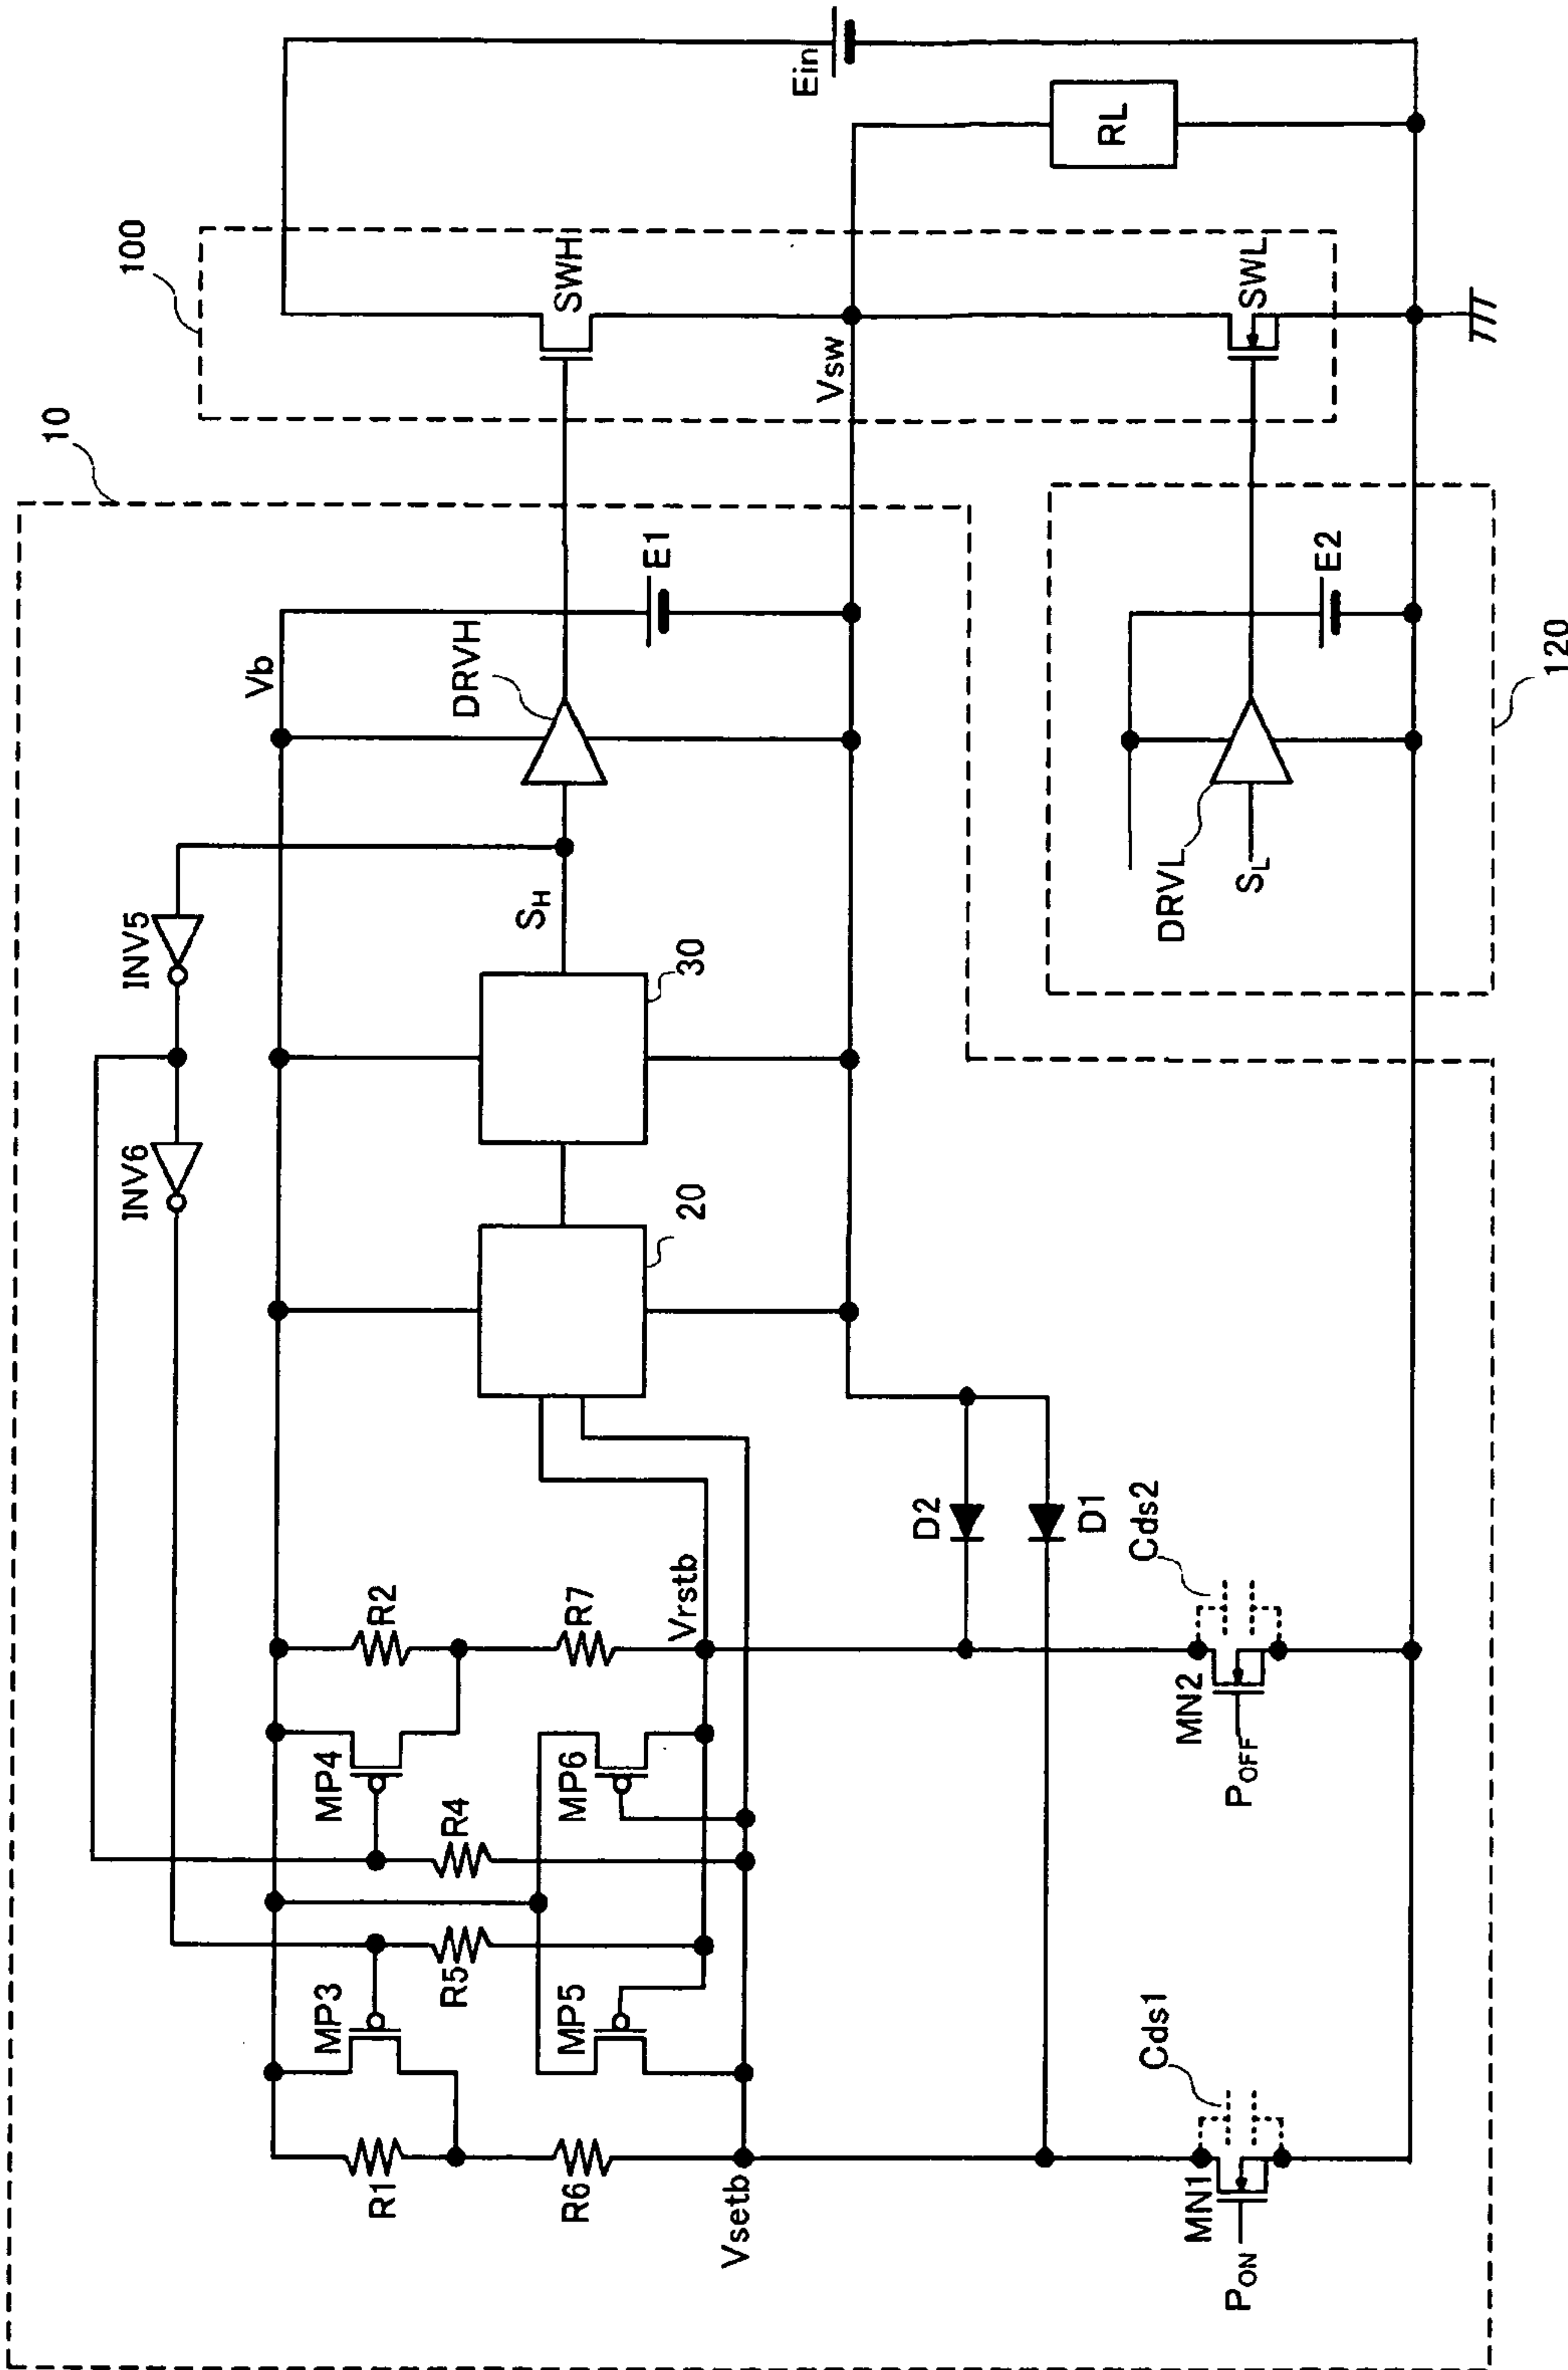 10
100
Ein
RL
SWH
SWL
Vsw
Vb
E1
DRVH
E2
120
DRVL
SL
SH
INV5
INV6
30
20
D2
D1
Cds2
R2
R7
Vrstb
MP4
MP6
R4
MN2
POFF
MP3
R5
MP5
Cds1
R1
R6
Vsetb
MN1
PON